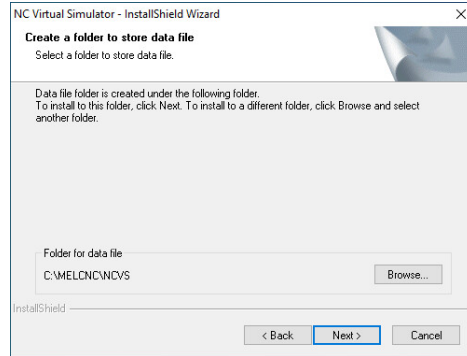 NC Virtual Simulator - InstallShield Wizard
Create a folder to store data file
Select a folder to store data file.
Data file folder is created under the following folder.
To install to this folder, click Next. To install to a different folder, click Browse and select
another folder.
Folder for data file
C:\MELCNC\NCVS
Browse...
InstallShield
< Back
Next >
Cancel